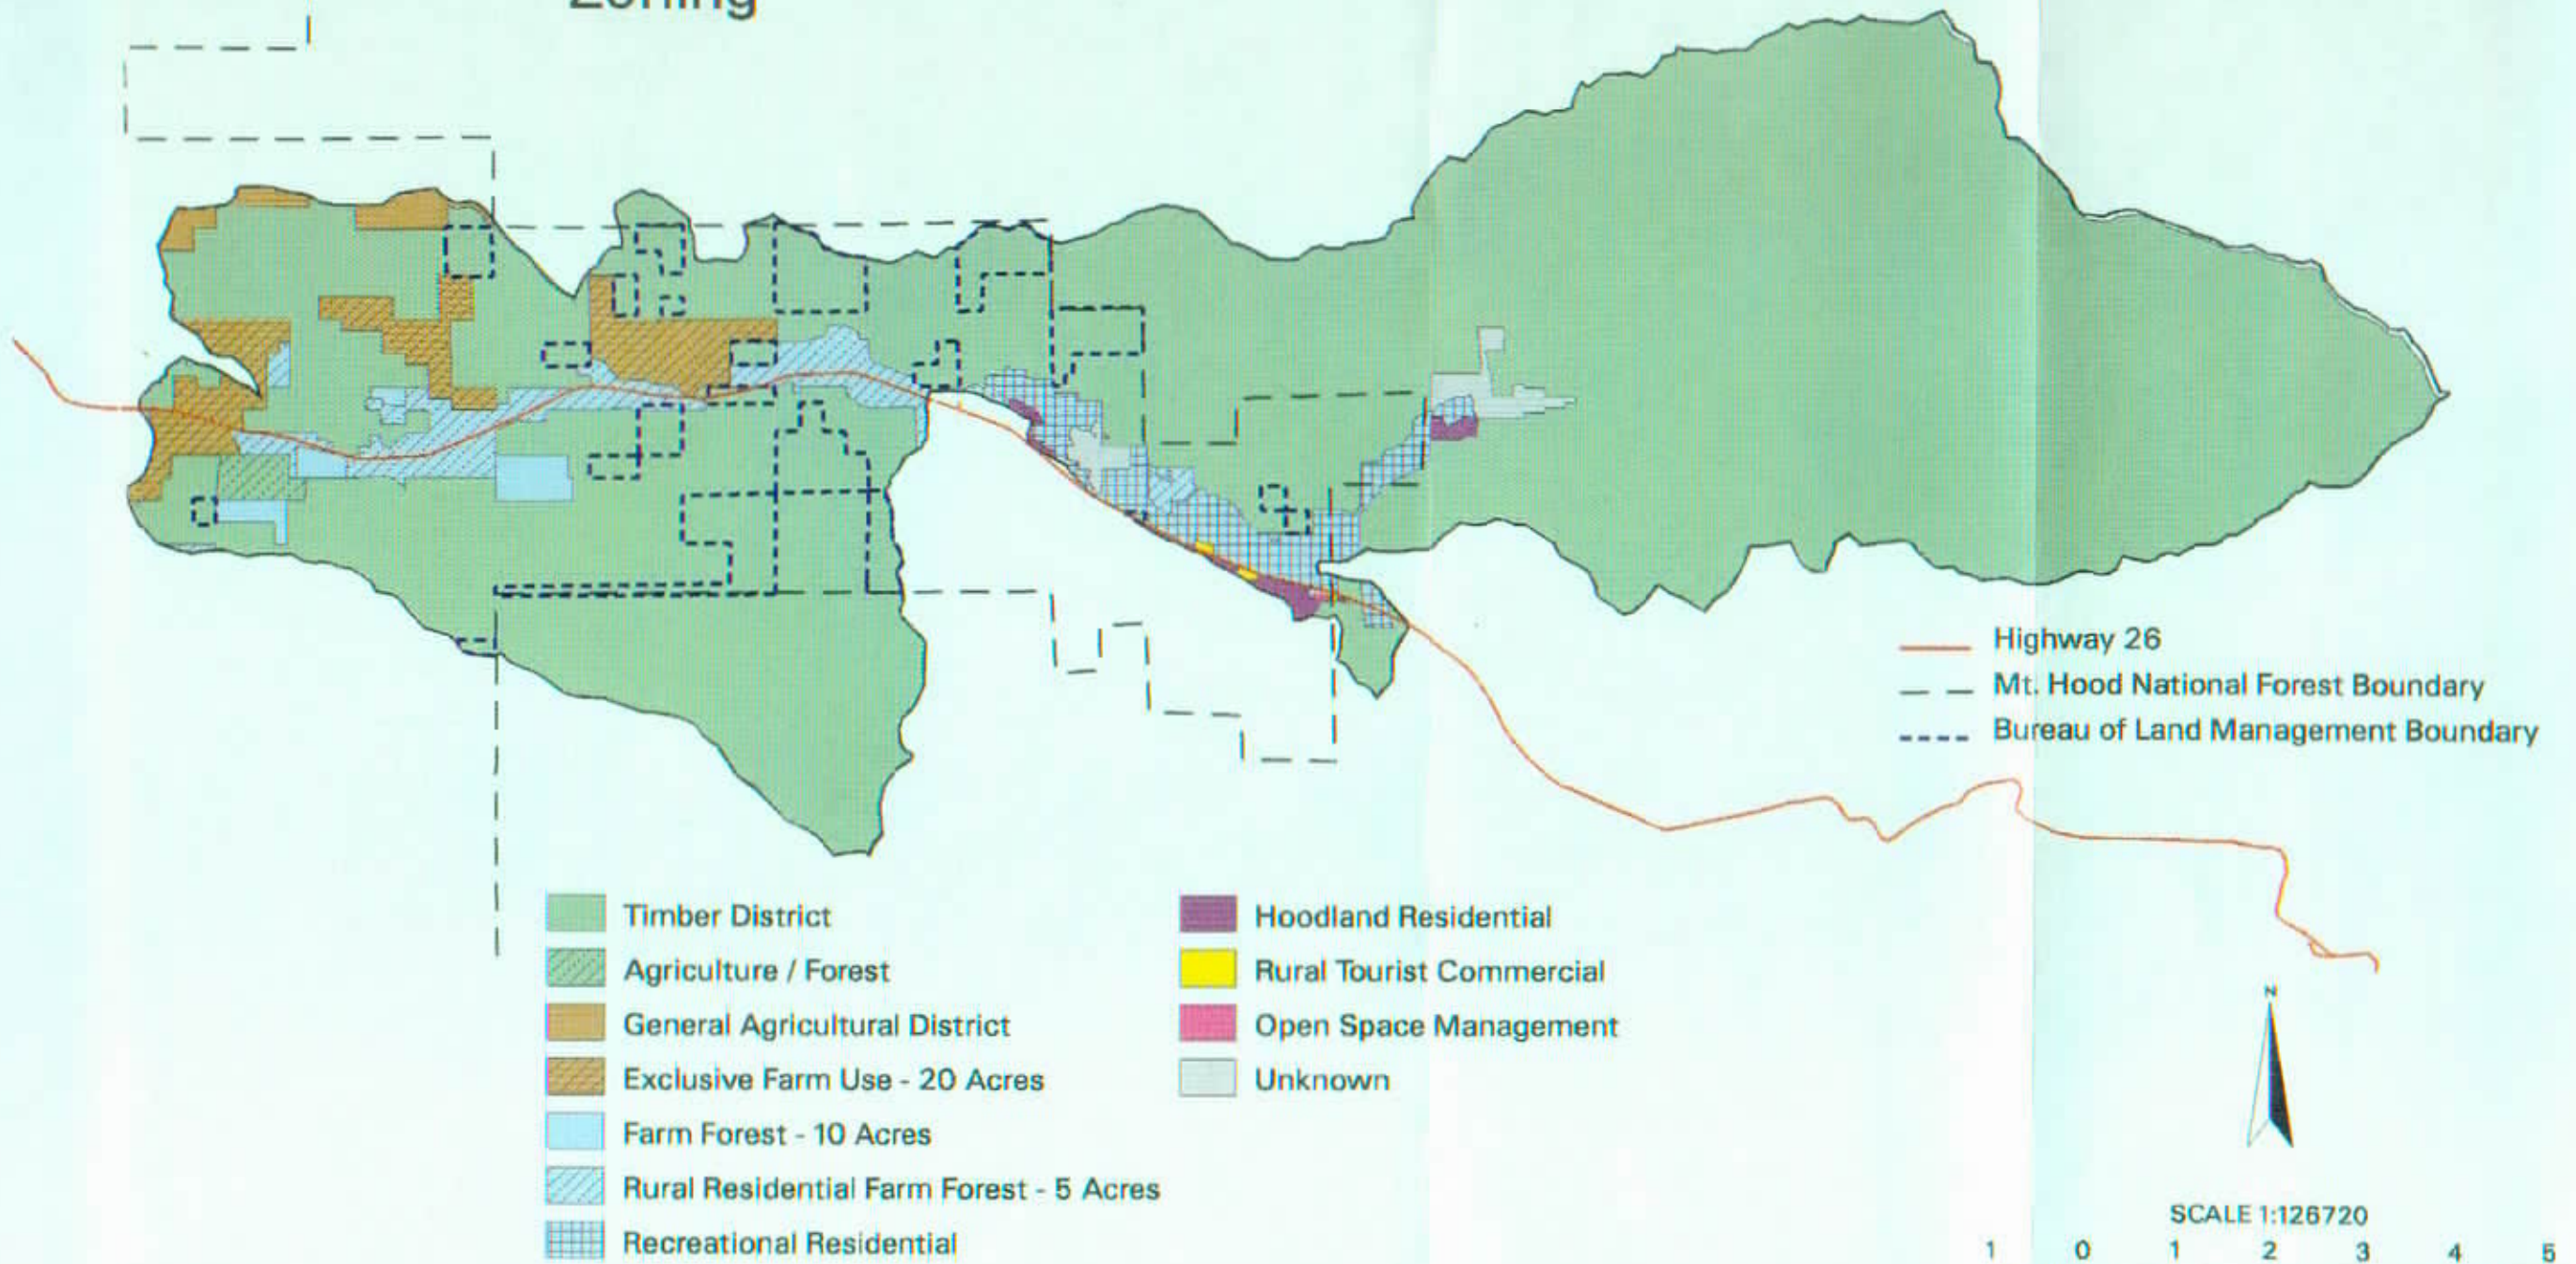 Zoning
Highway 26
Mt. Hood National Forest Boundary
Bureau of Land Management Boundary
Timber District
Agriculture / Forest
General Agricultural District
Exclusive Farm Use - 20 Acres
Farm Forest - 10 Acres
Rural Residential Farm Forest - 5 Acres
Recreational Residential
Hoodland Residential
Rural Tourist Commercial
Open Space Management
Unknown
N
SCALE 1:126720
1 0 1 2 3 4 5